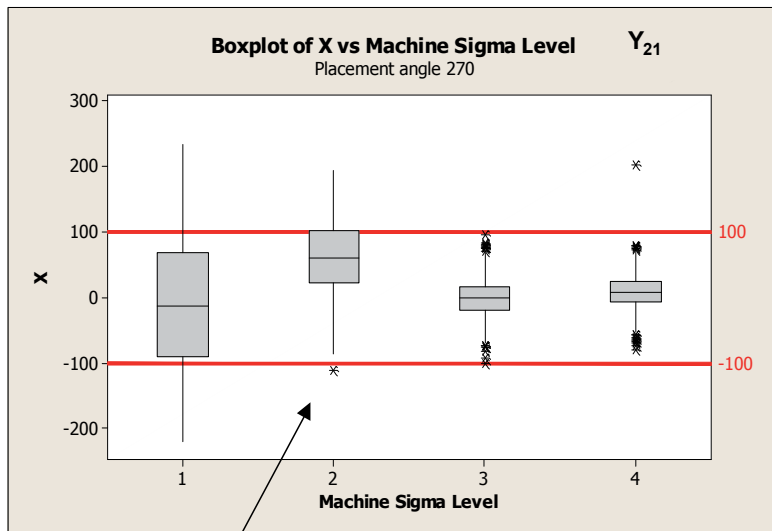 Boxplot of X vs Machine Sigma Level Y21
Placement angle 270
300
200
100
0
-100
-200
X
100
-100
1 2 3 4
Machine Sigma Level